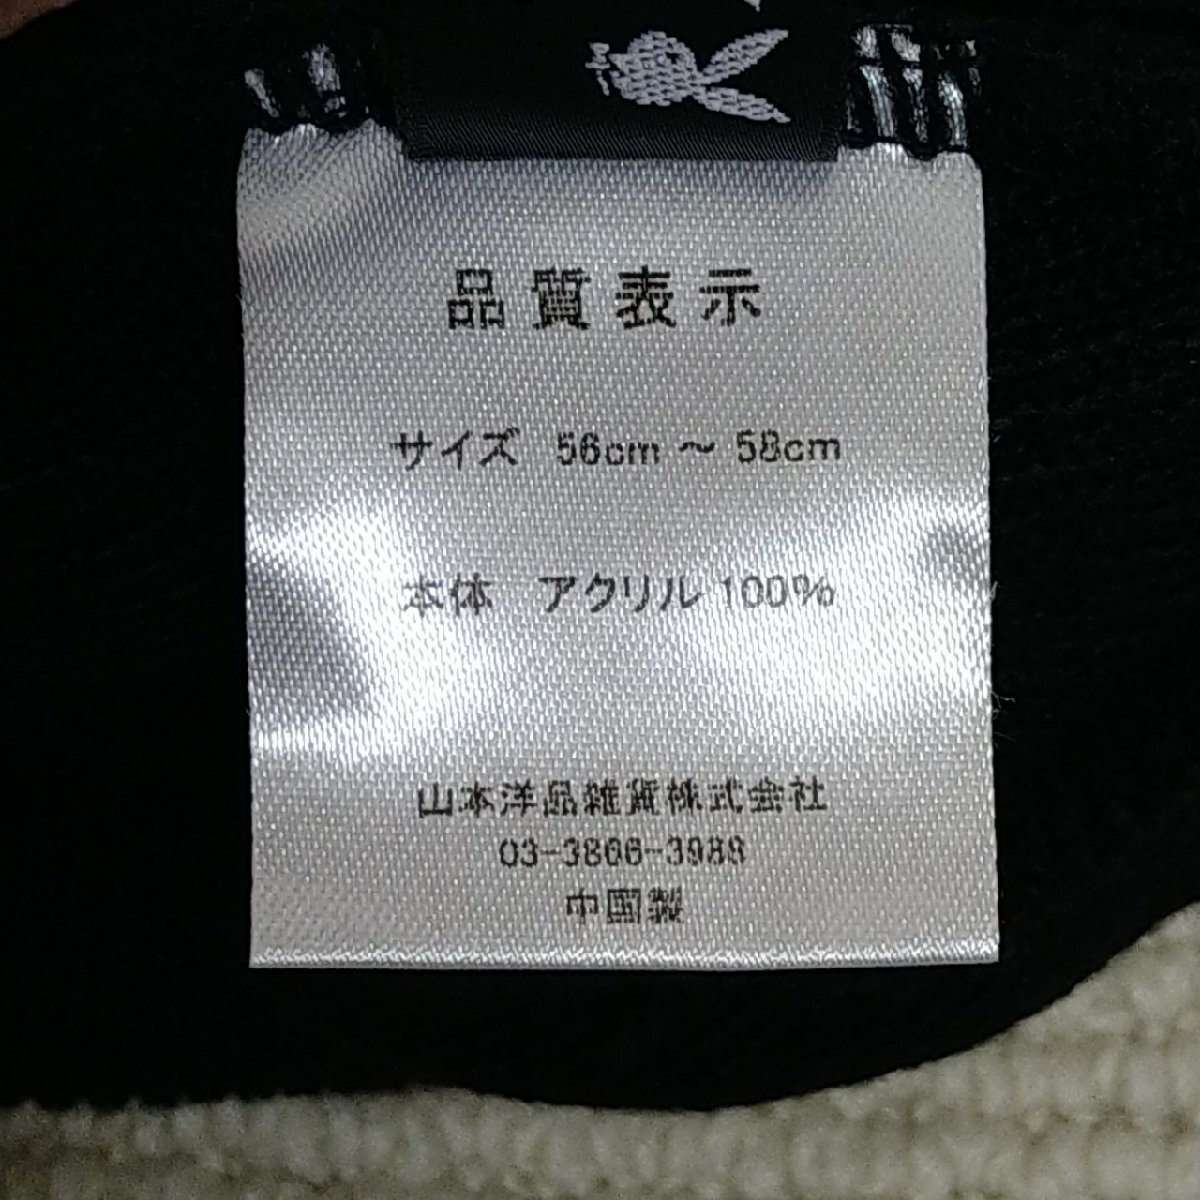 品質表示
サイズ 56cm ～ 58cm
本体 アクリル 100%
山本洋品雑貨株式会社
03-3866-3988
中国製